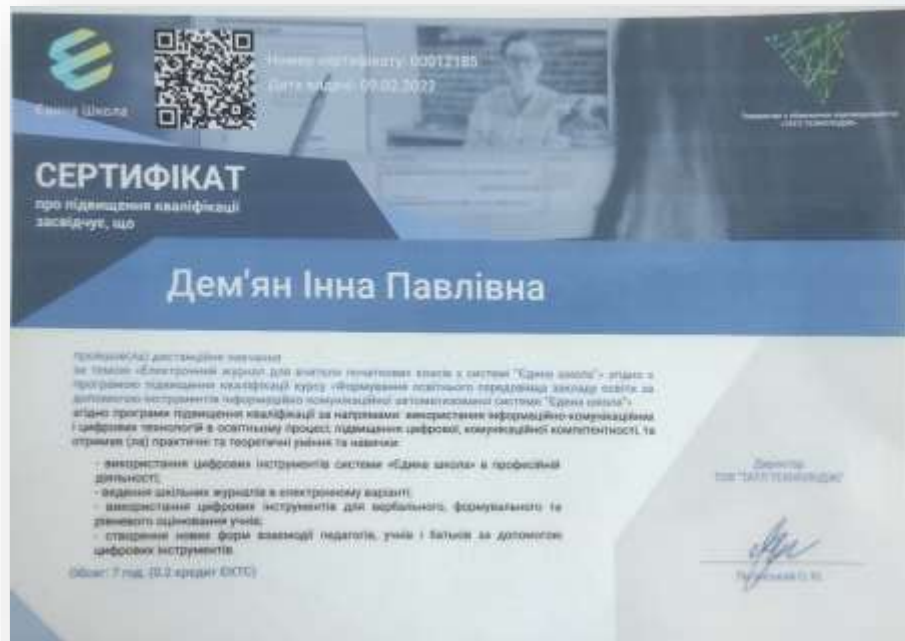 Єдина Школа
Номер сертифікату: 00012185
Дата видачі: 09.02.2022
Товариство з обмеженою відповідальністю
СЕРТИФІКАТ
про підвищення кваліфікації
засвідчує, що
Дем'ян Інна Павлівна
пройшов(ла) дистанційне навчання
за темою «Електронний журнал для вчителя початкових класів з системи "Єдина школа"» згідно з
програмою підвищення кваліфікації курсу «Формування освітнього середовища закладу освіти за
допомогою інструментів інформаційно комунікаційної автоматизованої системи "Єдина школа"»
згідно програми підвищення кваліфікації за напрямами: використання інформаційно-комунікаційних
і цифрових технологій в освітньому процесі, підвищення цифрової, комунікаційної компетентності, та
отримав (ла) практичні та теоретичні уміння та навички:
- використання цифрових інструментів системи «Єдина школа» в професійній
діяльності;
- ведення шкільних журналів в електронному варіанті;
- використання цифрових інструментів для вербального, формувального та
рівневого оцінювання учнів;
- створення нових форм взаємодії педагогів, учнів і батьків за допомогою
цифрових інструментів
Обсяг: 7 год. (0.2 кредит ЄКТС)
Директор
ТОВ